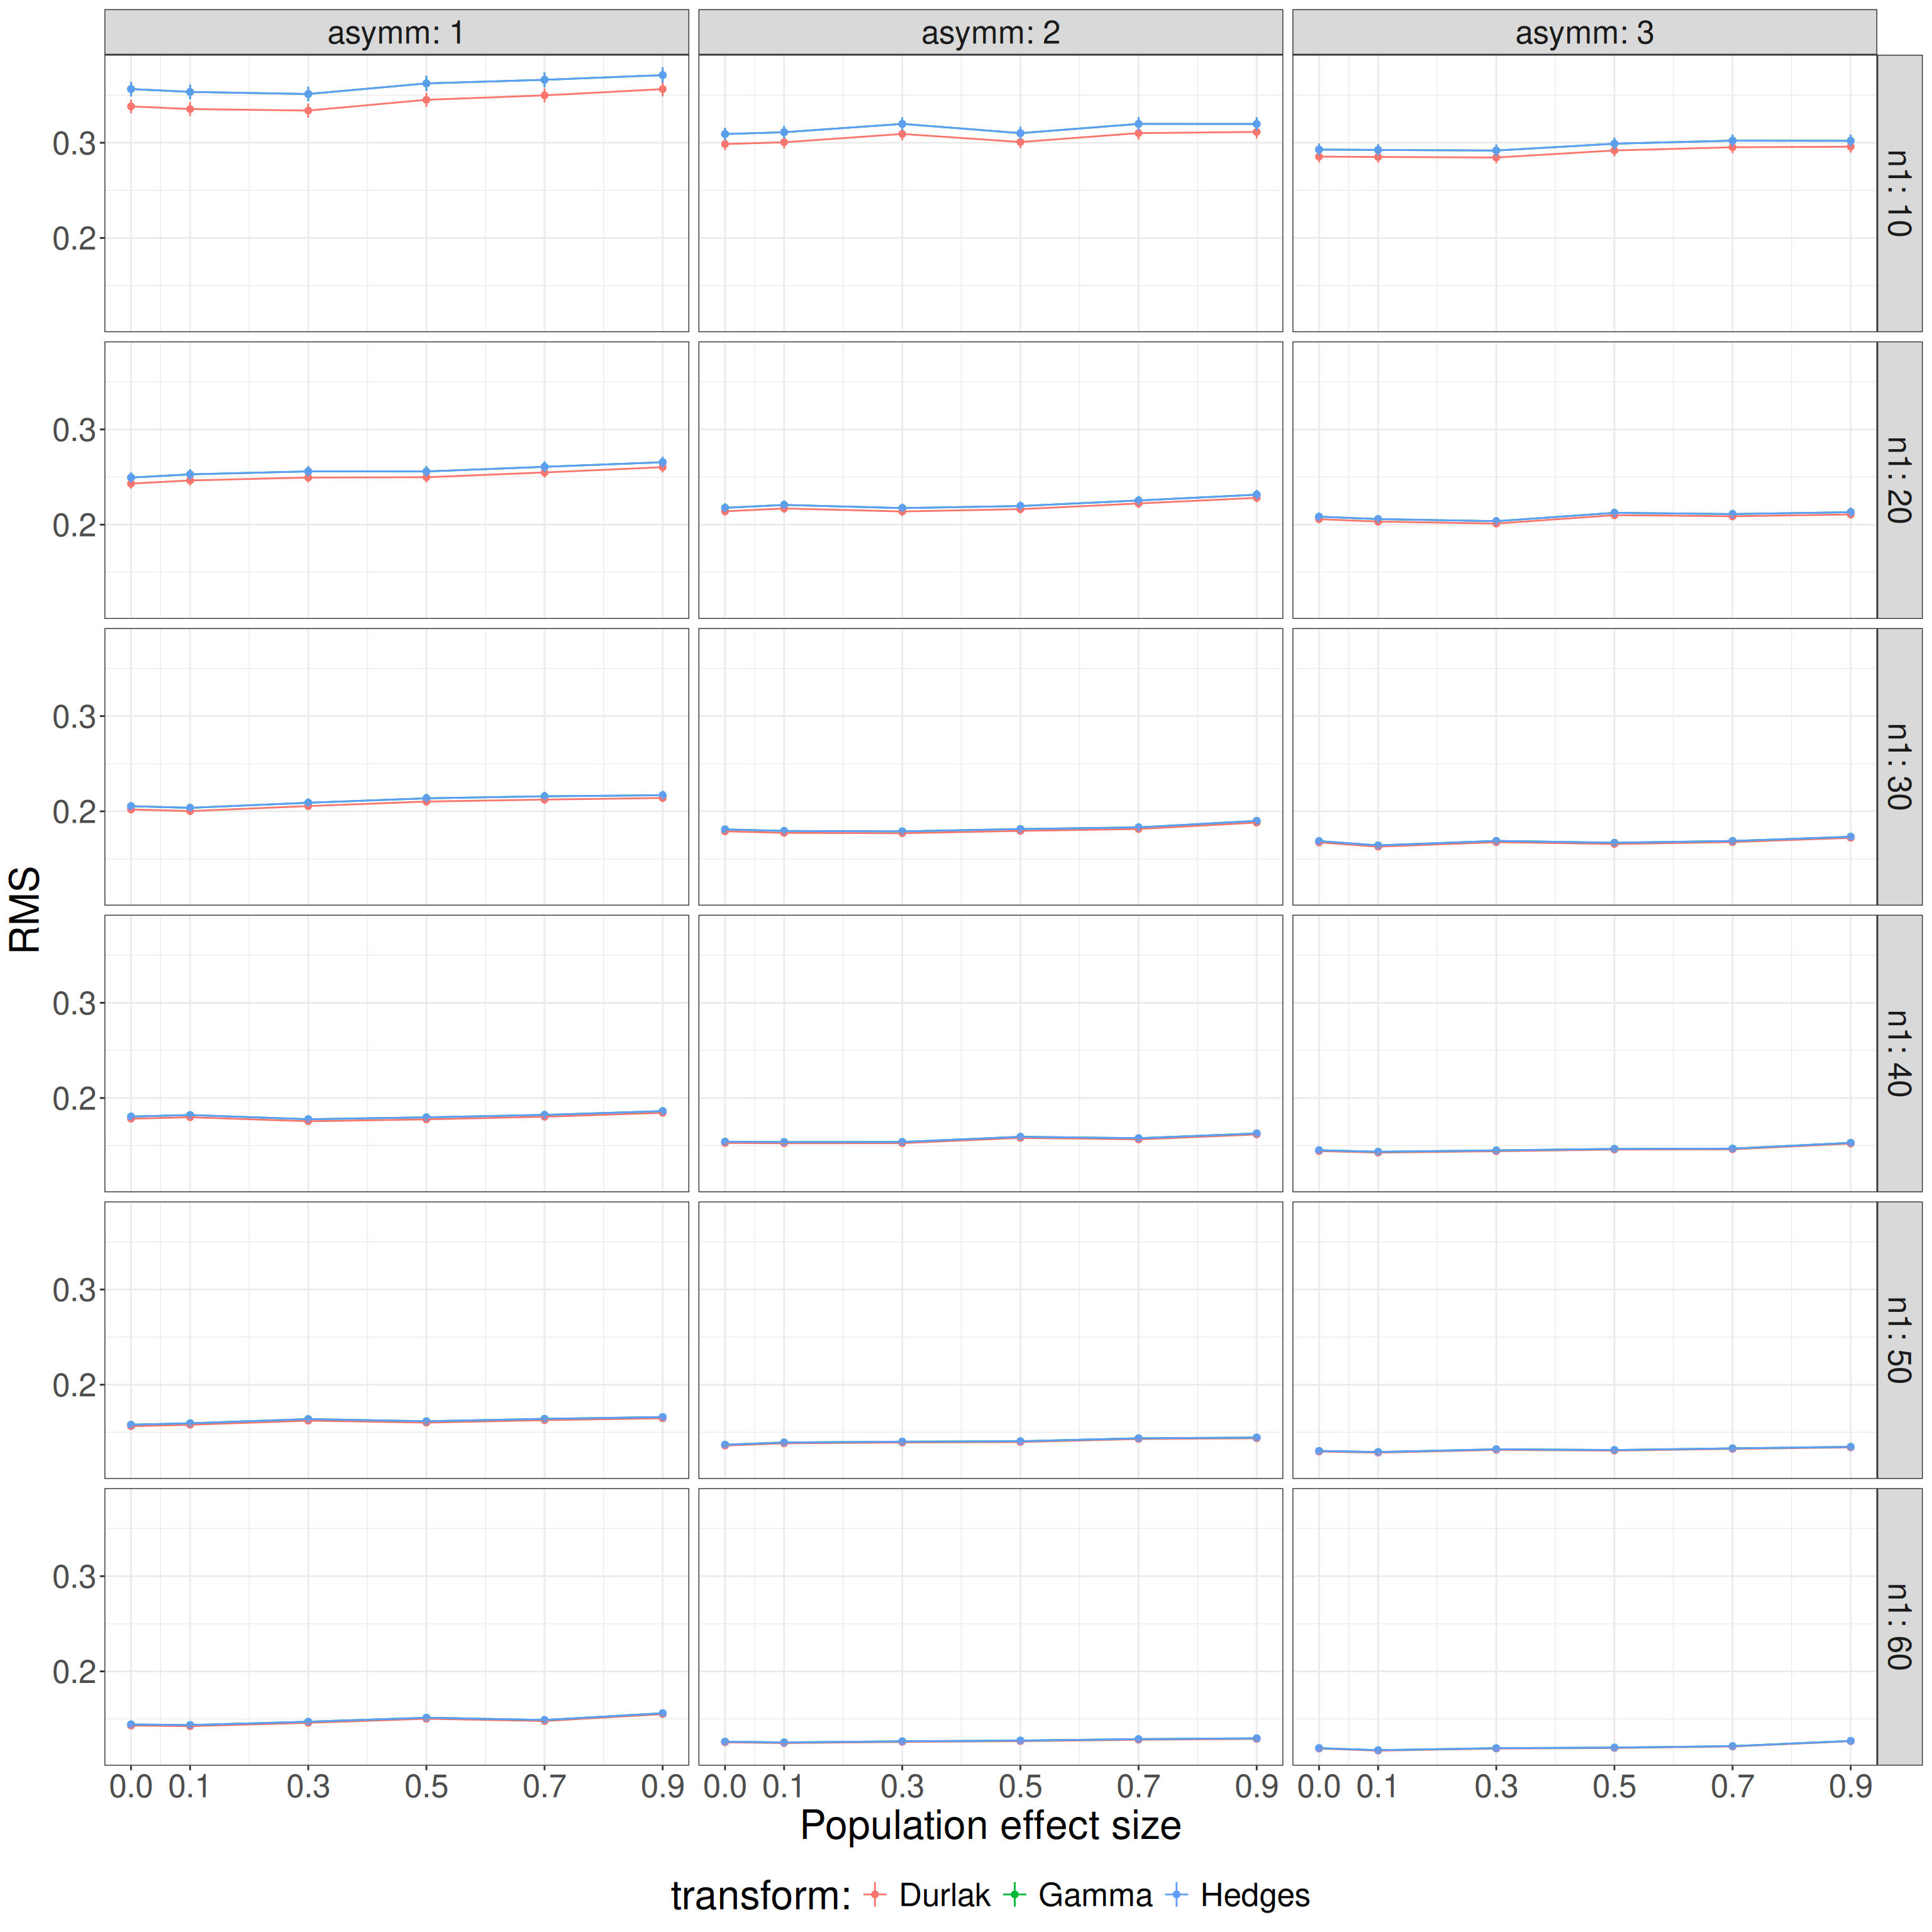 asymm: 1 asymm: 2 asymm: 3
0.3
0.2
n1: 10
0.3
0.2
n1: 20
0.3
0.2
n1: 30
0.3
0.2
n1: 40
0.3
0.2
n1: 50
0.3
0.2
n1: 60
RMS
0.0 0.1 0.3 0.5 0.7 0.9 0.0 0.1 0.3 0.5 0.7 0.9 0.0 0.1 0.3 0.5 0.7 0.9
Population effect size
transform: Durlak Gamma Hedges